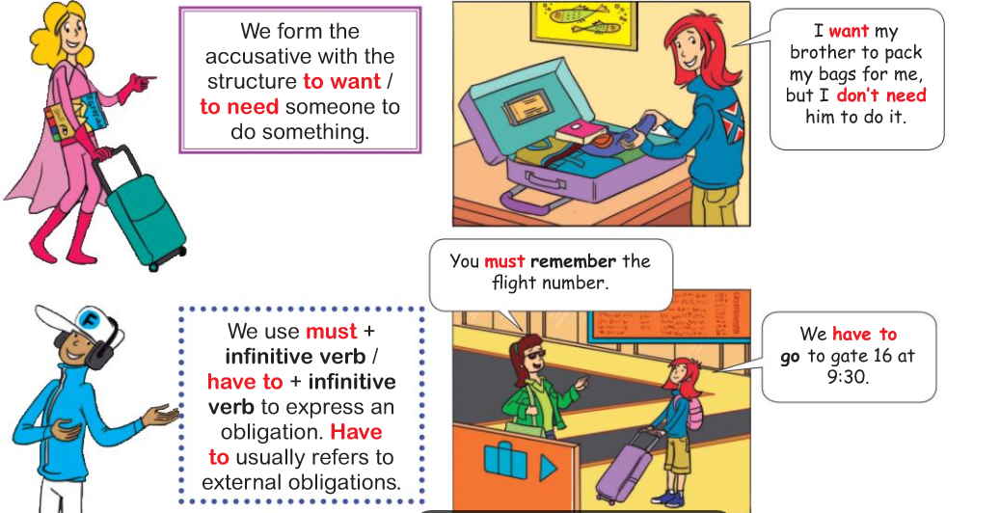 We form the
accusative with the
structure to want /
to need someone to
do something.
I want my
brother to pack
my bags for me,
but I don't need
him to do it.
You must remember the
flight number.
We use must +
infinitive verb /
have to + infinitive
verb to express an
obligation. Have
to usually refers to
external obligations.
F
We have to
go to gate 16 at
9:30.